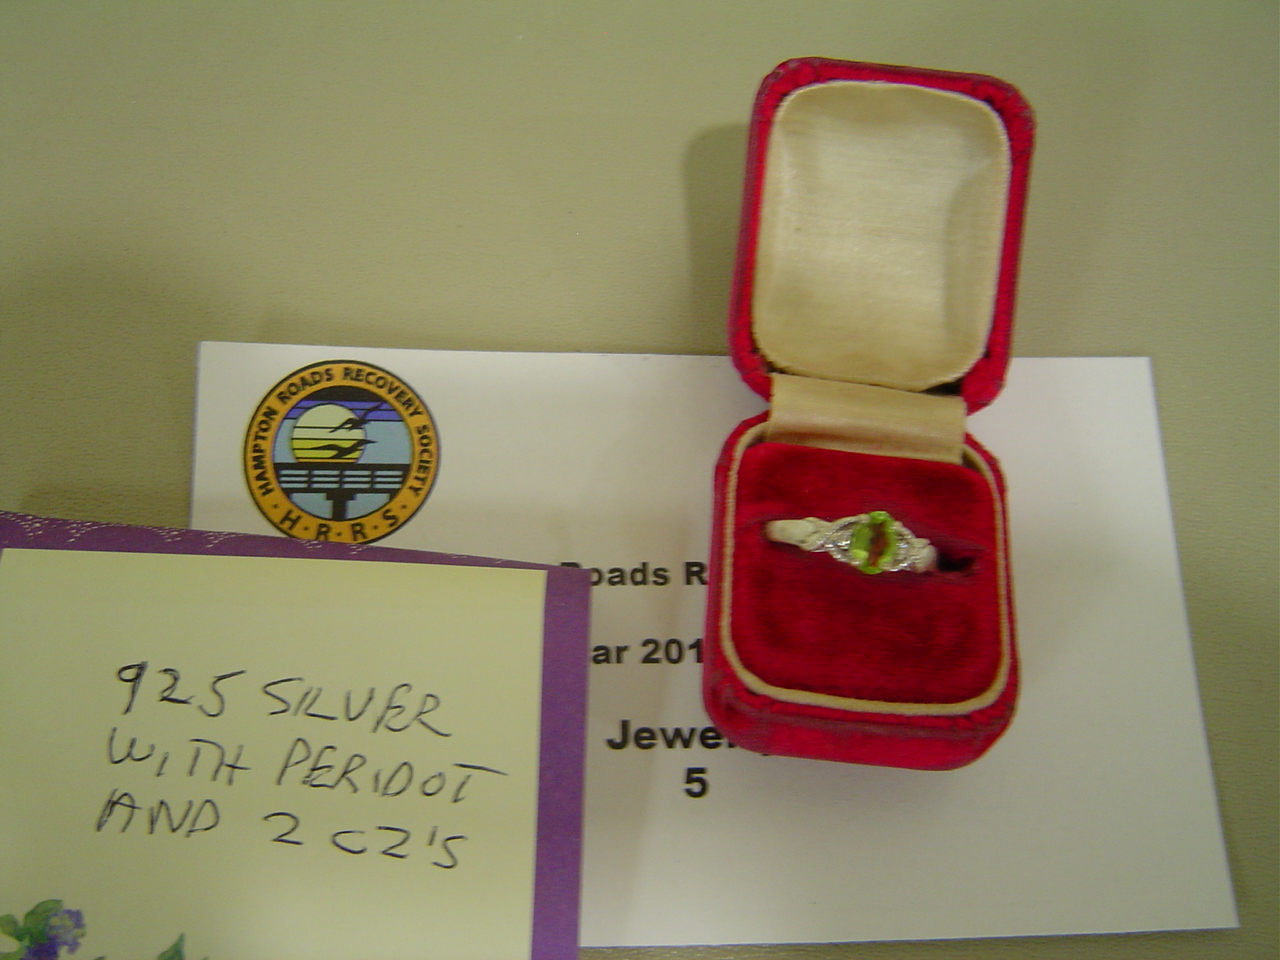 HAMPTON ROADS RECOVERY SOCIETY
· H · R · R · S ·
Roads R
ar 201
Jewel
5
925 SILVER
WITH PERIDOT
AND 2 CZ'S